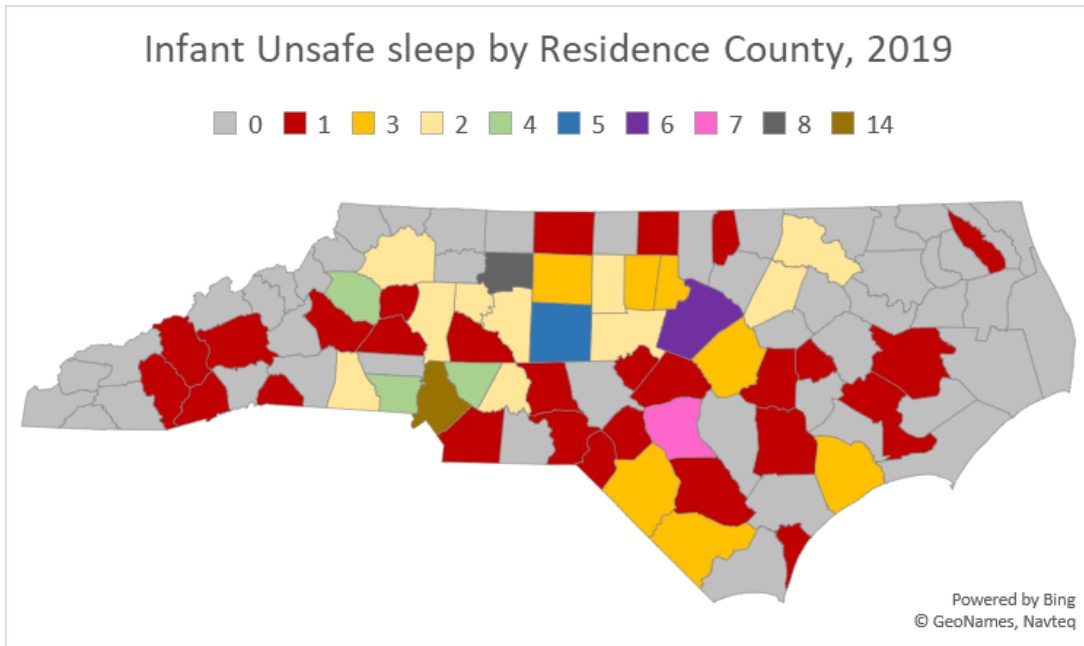 Infant Unsafe sleep by Residence County, 2019
0 1 3 2 4 5 6 7 8 14
Powered by Bing
© GeoNames, Navteq